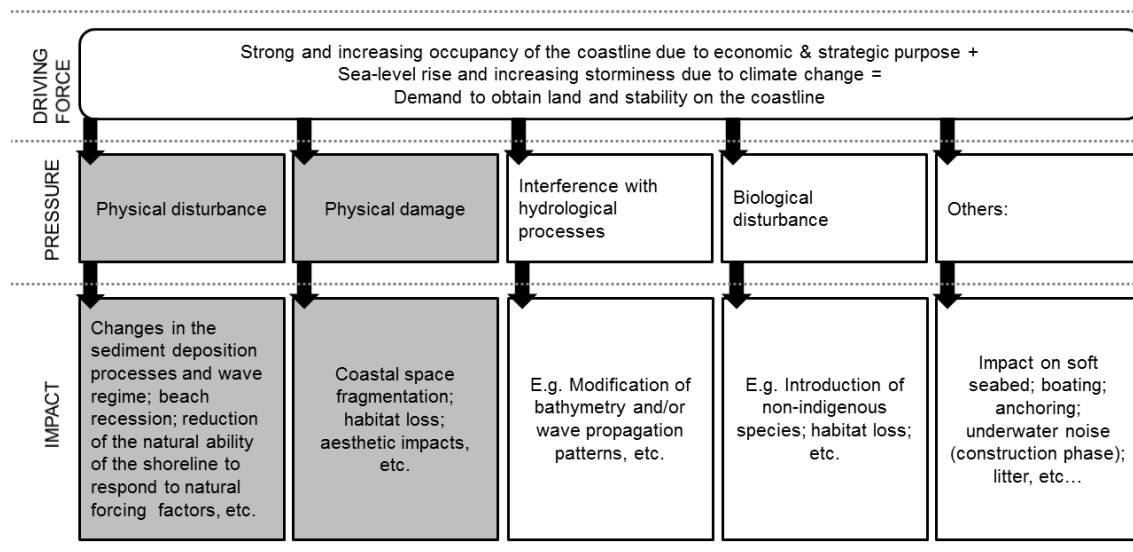 DRIVING
FORCE
Strong and increasing occupancy of the coastline due to economic & strategic purpose +
Sea-level rise and increasing storminess due to climate change =
Demand to obtain land and stability on the coastline
PRESSURE
Physical disturbance
Physical damage
Interference with
hydrological
processes
Biological
disturbance
Others:
IMPACT
Changes in the
sediment deposition
processes and wave
regime; beach
recession; reduction
of the natural ability
of the shoreline to
respond to natural
forcing factors, etc.
Coastal space
fragmentation;
habitat loss;
aesthetic impacts,
etc.
E.g. Modification of
bathymetry and/or
wave propagation
patterns, etc.
E.g. Introduction of
non-indigenous
species; habitat loss;
etc.
Impact on soft
seabed; boating;
anchoring;
underwater noise
(construction phase);
litter, etc…